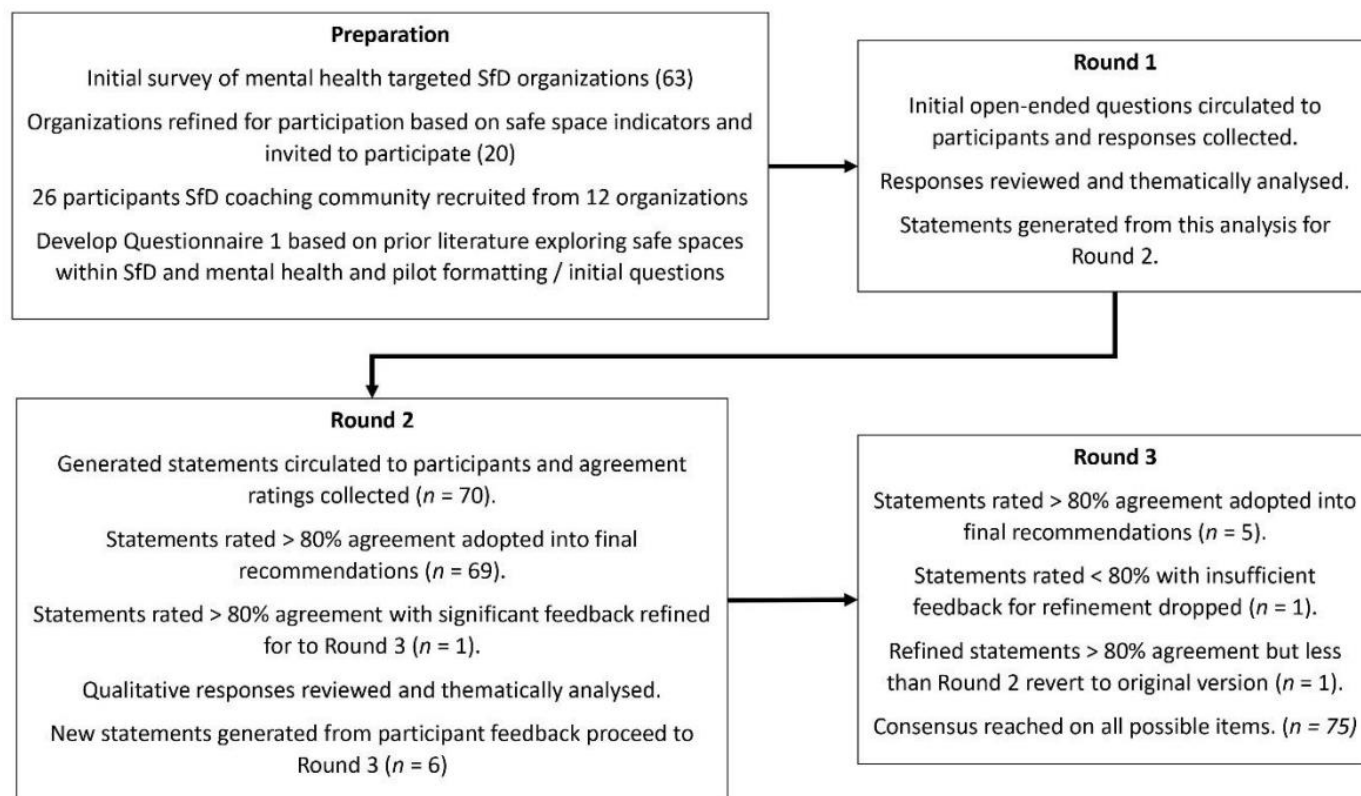 Preparation
Initial survey of mental health targeted SfD organizations (63)
Organizations refined for participation based on safe space indicators and
invited to participate (20)
26 participants SfD coaching community recruited from 12 organizations
Develop Questionnaire 1 based on prior literature exploring safe spaces
within SfD and mental health and pilot formatting / initial questions
Round 1
Initial open-ended questions circulated to
participants and responses collected.
Responses reviewed and thematically analysed.
Statements generated from this analysis for
Round 2.
Round 2
Generated statements circulated to participants and agreement
ratings collected (n = 70).
Statements rated > 80% agreement adopted into final
recommendations (n = 69).
Statements rated > 80% agreement with significant feedback refined
for to Round 3 (n = 1).
Qualitative responses reviewed and thematically analysed.
New statements generated from participant feedback proceed to
Round 3 (n = 6)
Round 3
Statements rated > 80% agreement adopted into
final recommendations (n = 5).
Statements rated < 80% with insufficient
feedback for refinement dropped (n = 1).
Refined statements > 80% agreement but less
than Round 2 revert to original version (n = 1).
Consensus reached on all possible items. (n = 75)